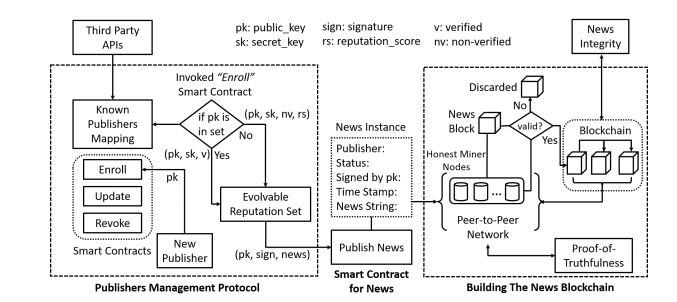 Third Party
APIs
pk: public_key
sign: signature
v: verified
sk: secret_key
rs: reputation_score
nv: non-verified
News
Integrity
Invoked "Enroll"
Smart Contract
Known
Publishers
Mapping
if pk is
in set
(pk, sk, nv, rs)
No
(pk, sk, v)
Yes
Enroll
Update
Revoke
Smart Contracts
pk
New
Publisher
Evolvable
Reputation Set
(pk, sign, news)
Publishers Management Protocol
News Instance
Publisher:
Status:
Signed by pk:
Time Stamp:
News String:
Publish News
Smart Contract
for News
Discarded
No
News
Block
valid?
Yes
Blockchain
Honest Miner
Nodes
...
Peer-to-Peer
Network
Proof-of-
Truthfulness
Building The News Blockchain